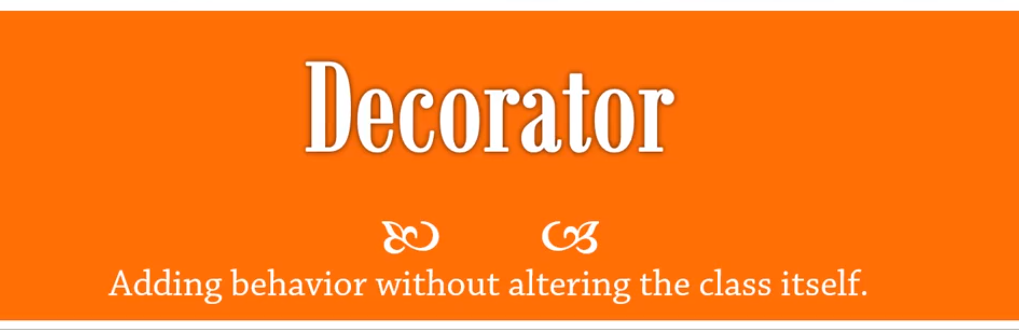 Decorator
Adding behavior without altering the class itself.